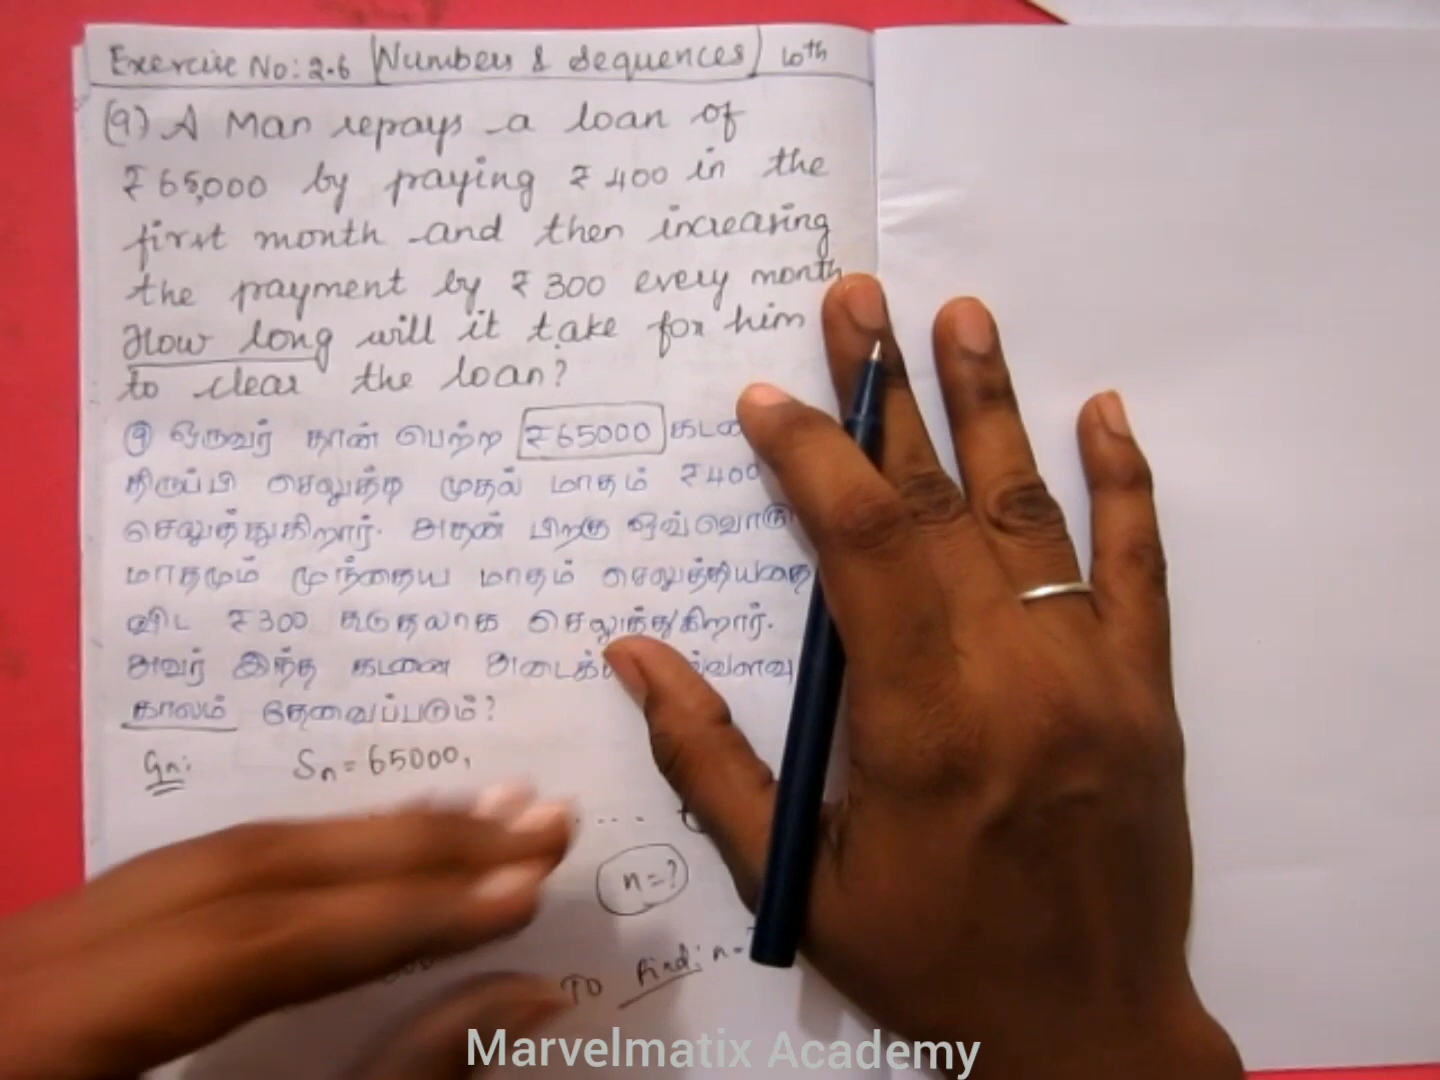 Exercise No: 2.6 Numbers & Sequences 10th
(9) A Man repays a loan of
₹65,000 by paying ₹400 in the
first month and then increasing
the payment by ₹300 every month
How long will it take for him
to clear the loan?
(9) ஒருவர் தான் பெற்ற ₹65000
திருப்பி செலுத்த முதல் மாதம் ₹400
செலுத்துகிறார். அதன் பிறகு ஒவ்வொரு
மாதமும் முந்தைய மாதம் செலுத்தியதை
விட ₹300 கூடுதலாக செலுத்துகிறார்.
அவர் இந்த கடனை
காலம் தேவைப்படும்?
Gn: Sn = 65000,
....
n=?
To Find: n=?
Marvelmatix Academy